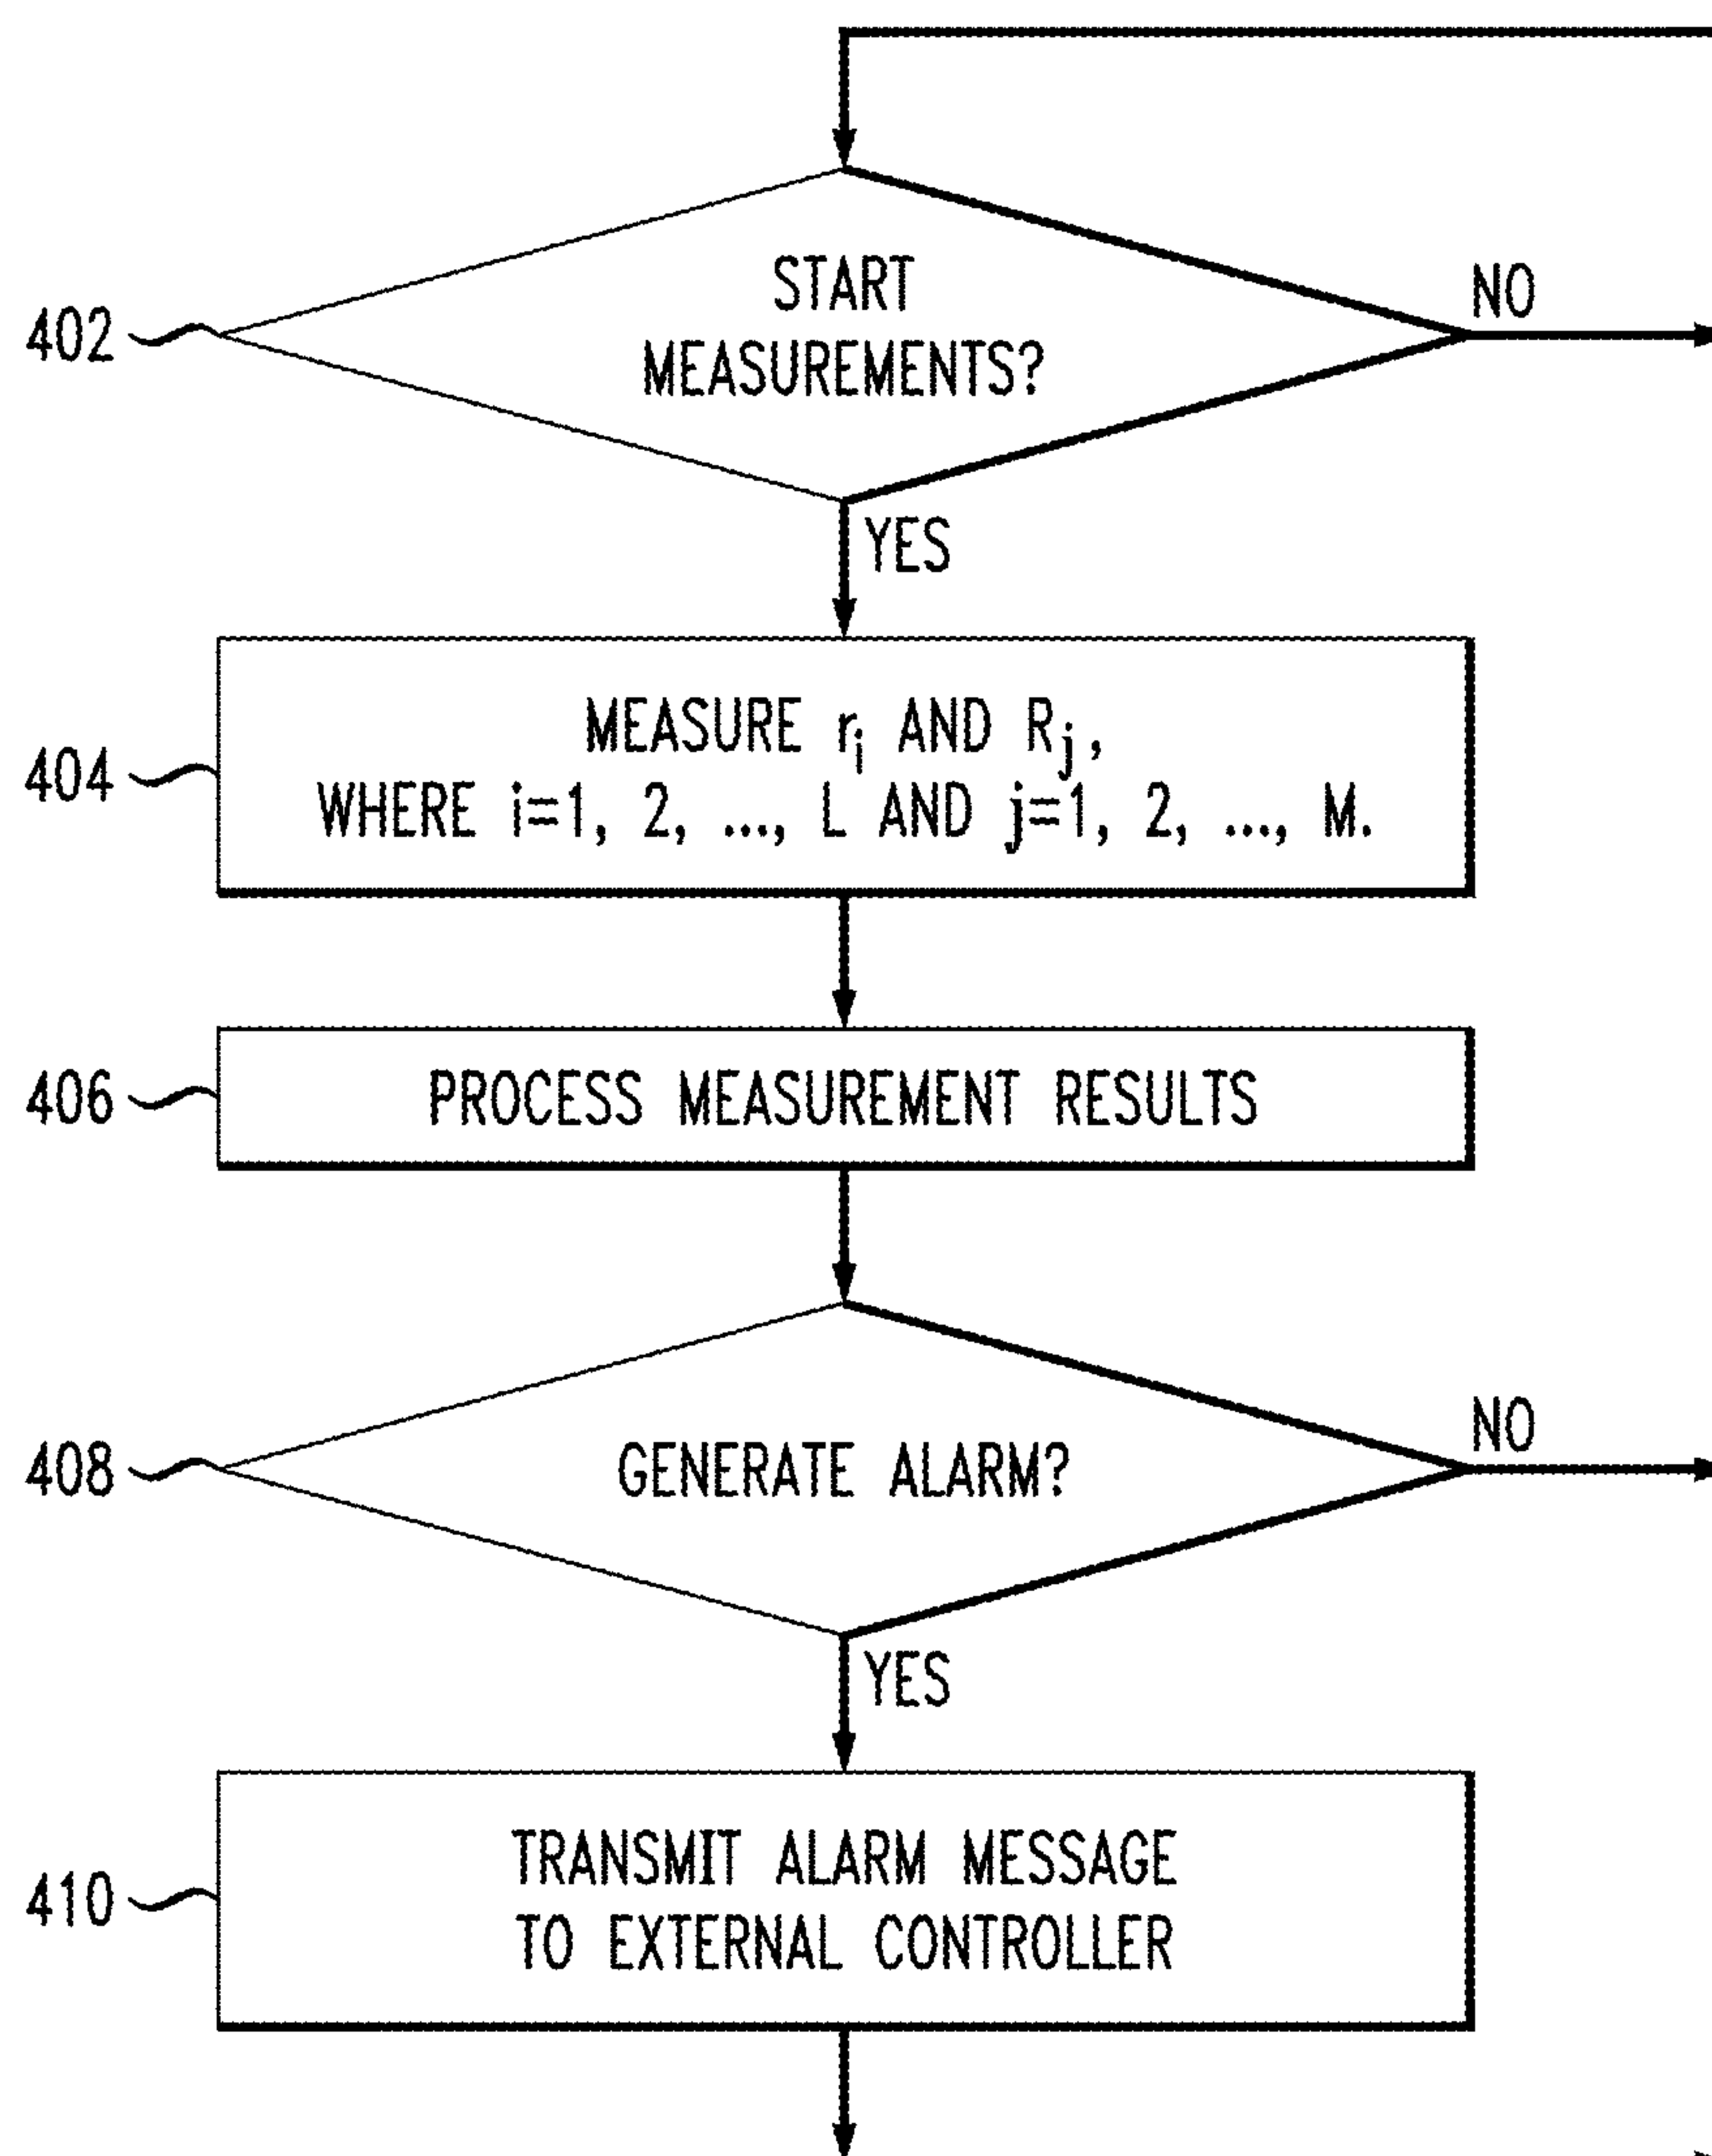 402
START
MEASUREMENTS?
NO
YES
404
MEASURE ri AND Rj,
WHERE i=1, 2, ..., L AND j=1, 2, ..., M.
406
PROCESS MEASUREMENT RESULTS
408
GENERATE ALARM?
NO
YES
410
TRANSMIT ALARM MESSAGE
TO EXTERNAL CONTROLLER